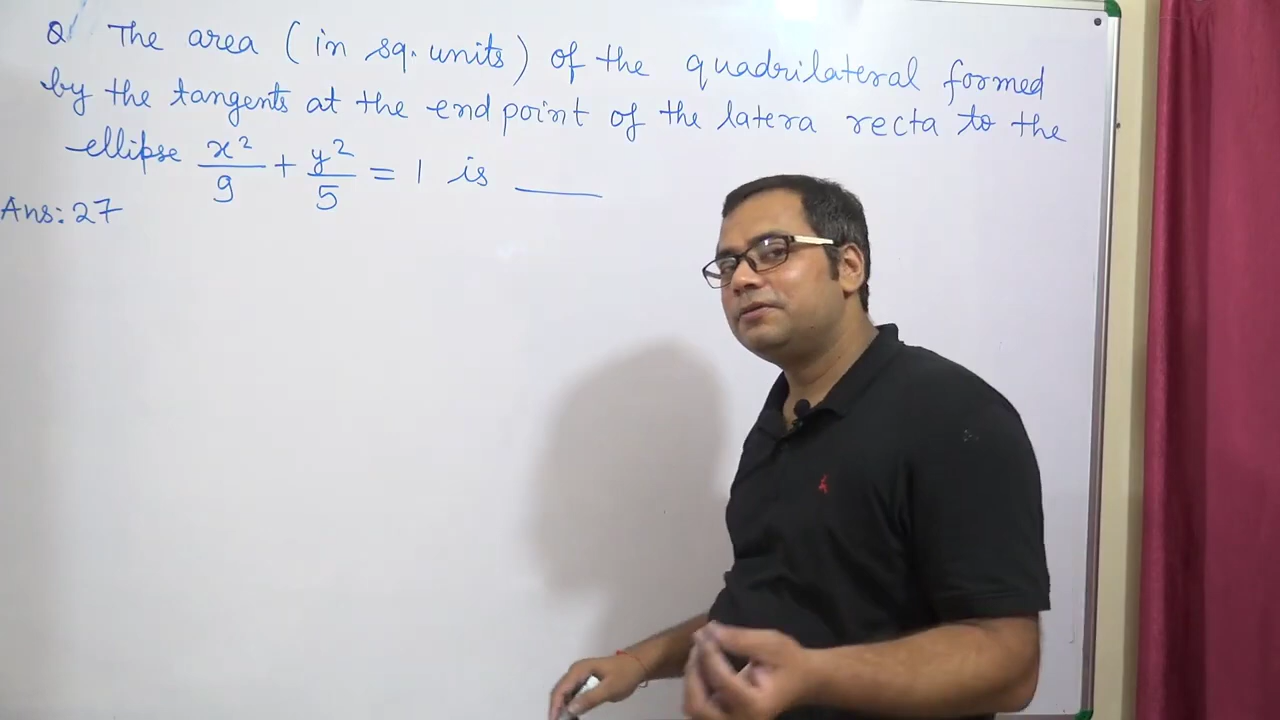 Q The area (in sq. units) of the quadrilateral formed
by the tangents at the end point of the latera recta to the
ellipse x²/9 + y²/5 = 1 is ____
Ans: 27